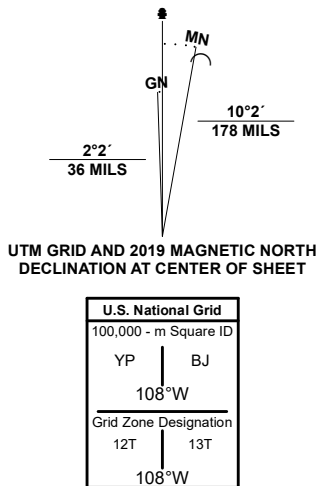 MN
GN
10°2´
178 MILS
2°2´
36 MILS
UTM GRID AND 2019 MAGNETIC NORTH
DECLINATION AT CENTER OF SHEET
U.S. National Grid
100,000 - m Square ID
YP BJ
108°W
Grid Zone Designation
12T 13T
108°W